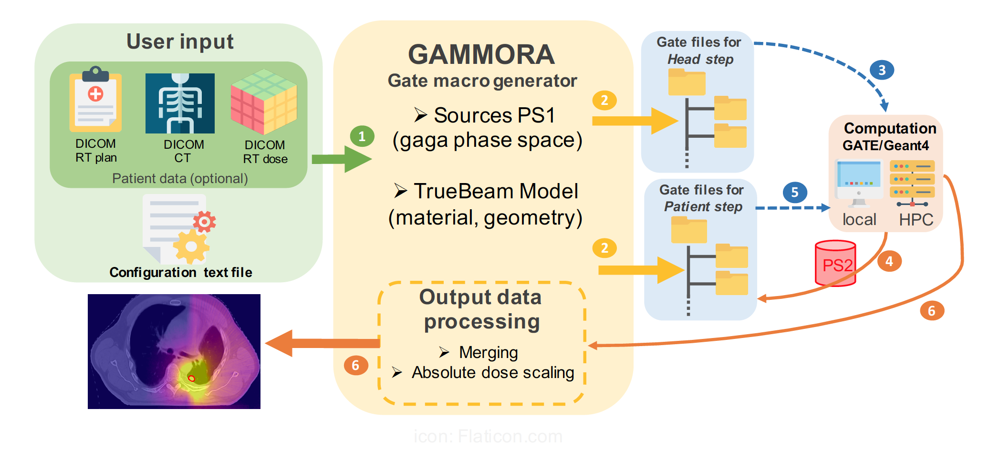 User input
DICOM
RT plan
DICOM
CT
DICOM
RT dose
Patient data (optional)
Configuration text file
1
GAMMORA
Gate macro generator
➤ Sources PS1
(gaga phase space)
➤ TrueBeam Model
(material, geometry)
2
2
Output data
processing
➤ Merging
➤ Absolute dose scaling
6
Gate files for
Head step
Gate files for
Patient step
3
5
Computation
GATE/Geant4
local
HPC
PS2
4
6
icon: Flaticon.com